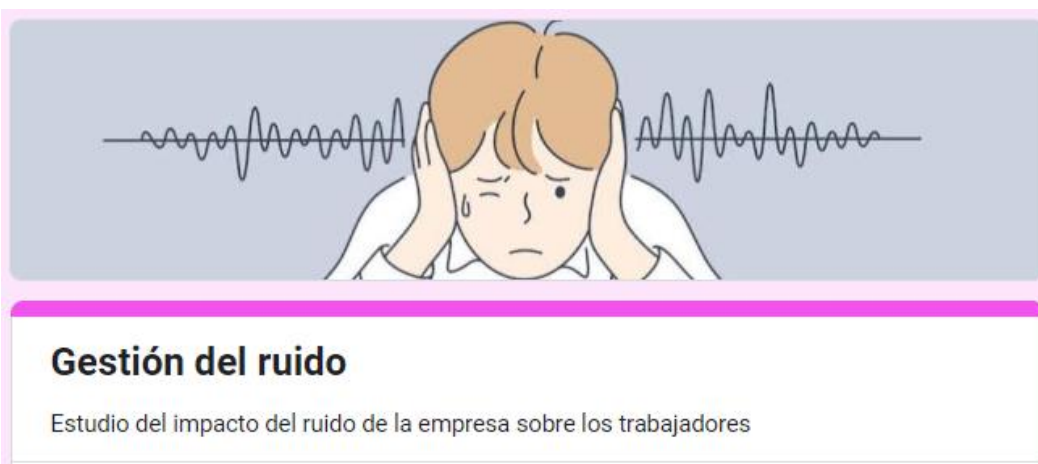 Gestión del ruido
Estudio del impacto del ruido de la empresa sobre los trabajadores